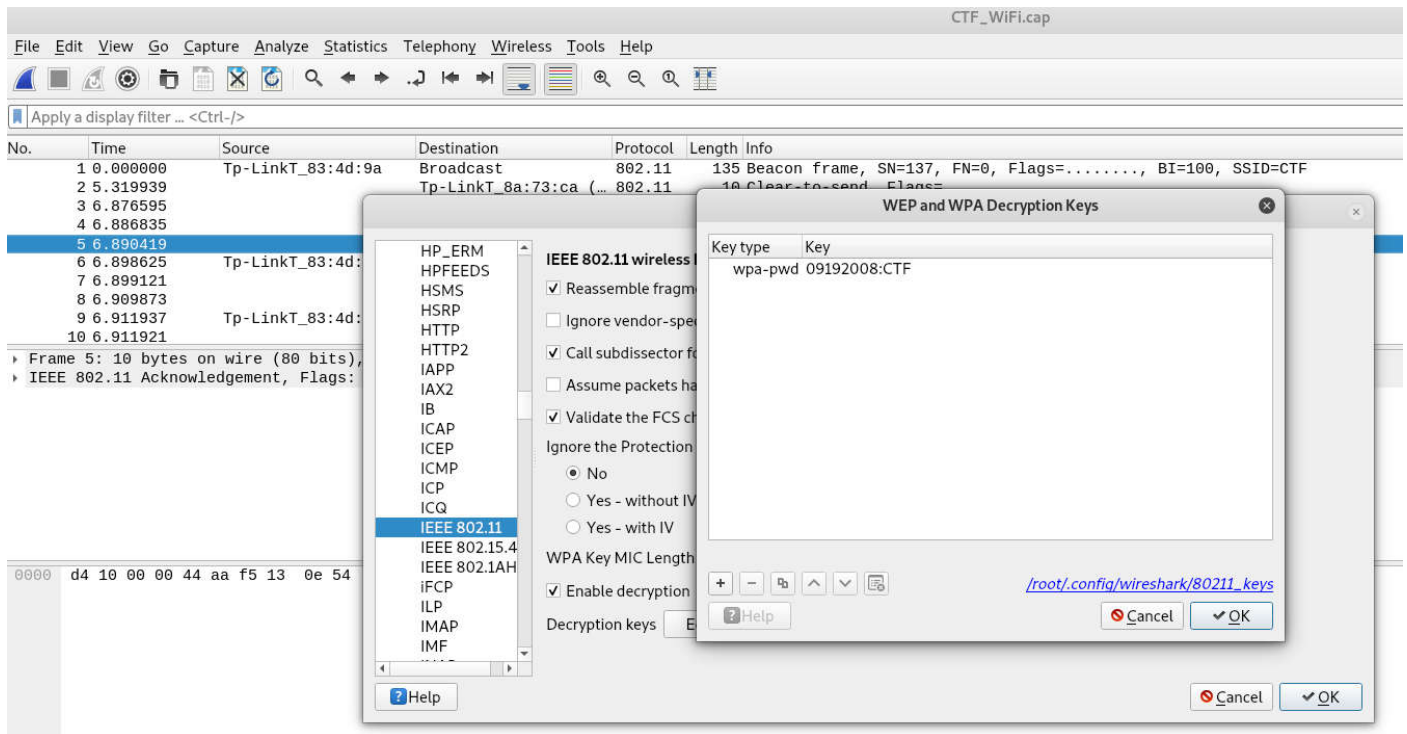 CTF_WiFi.cap
File Edit View Go Capture Analyze Statistics Telephony Wireless Tools Help
Apply a display filter ... <Ctrl-/>
No. Time Source Destination Protocol Length Info
1 0.000000 Tp-LinkT_83:4d:9a Broadcast 802.11 135 Beacon frame, SN=137, FN=0, Flags=........, BI=100, SSID=CTF
2 5.319939 Tp-LinkT_8a:73:ca (… 802.11 10 Clear-to-send, Flags=
3 6.876595
4 6.886835
5 6.890419
6 6.898625 Tp-LinkT_83:4d:
7 6.899121
8 6.909873
9 6.911937 Tp-LinkT_83:4d:
10 6.911921
Frame 5: 10 bytes on wire (80 bits),
IEEE 802.11 Acknowledgement, Flags:
0000 d4 10 00 00 44 aa f5 13 0e 54
HP_ERM
HPFEEDS
HSMS
HSRP
HTTP
HTTP2
IAPP
IAX2
IB
ICAP
ICEP
ICMP
ICP
ICQ
IEEE 802.11
IEEE 802.15.4
IEEE 802.1AH
iFCP
ILP
IMAP
IMF
IEEE 802.11 wireless
Reassemble fragm
Ignore vendor-spe
Call subdissector fo
Assume packets ha
Validate the FCS ch
Ignore the Protection
No
Yes - without IV
Yes - with IV
WPA Key MIC Length
Enable decryption
Decryption keys E
Help Cancel OK
WEP and WPA Decryption Keys
Key type Key
wpa-pwd 09192008:CTF
/root/.config/wireshark/80211_keys
Help Cancel OK